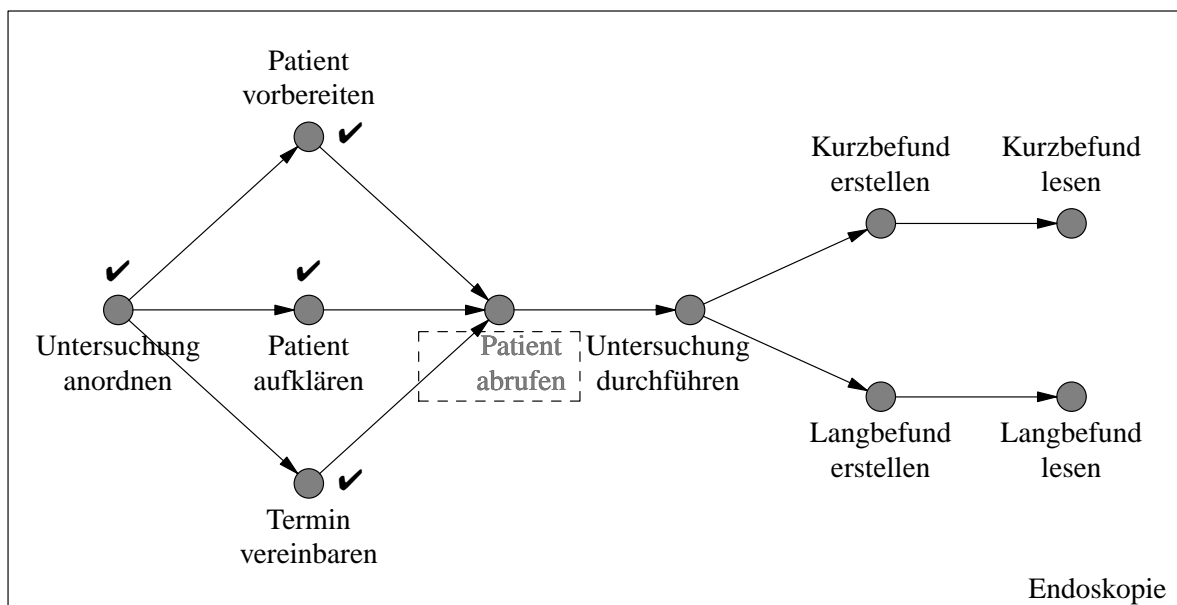 Patient
vorbereiten
Kurzbefund
erstellen
Kurzbefund
lesen
Untersuchung
anordnen
Patient
aufklären
Patient
abrufen
Untersuchung
durchführen
Langbefund
erstellen
Langbefund
lesen
Termin
vereinbaren
Endoskopie